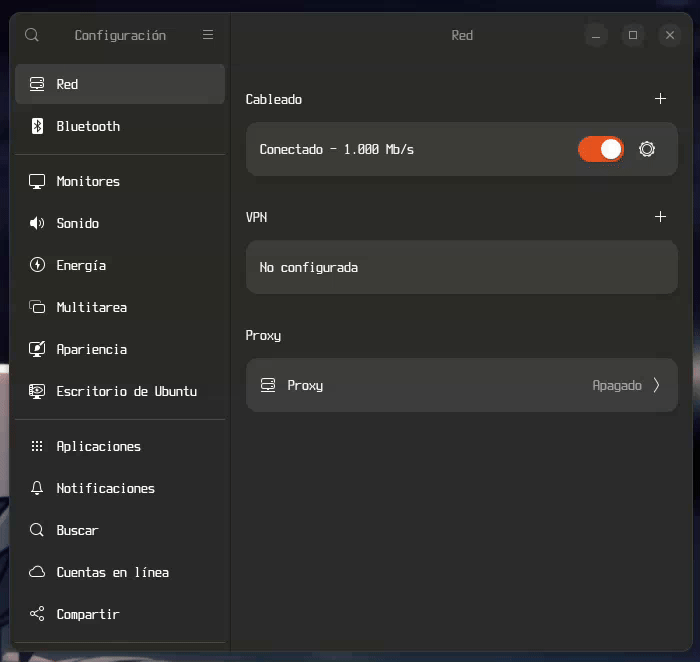 Configuración
Red
Red
Bluetooth
Monitores
Sonido
Energía
Multitarea
Apariencia
Escritorio de Ubuntu
Aplicaciones
Notificaciones
Buscar
Cuentas en línea
Compartir
Cableado
Conectado - 1.000 Mb/s
VPN
No configurada
Proxy
Proxy
Apagado